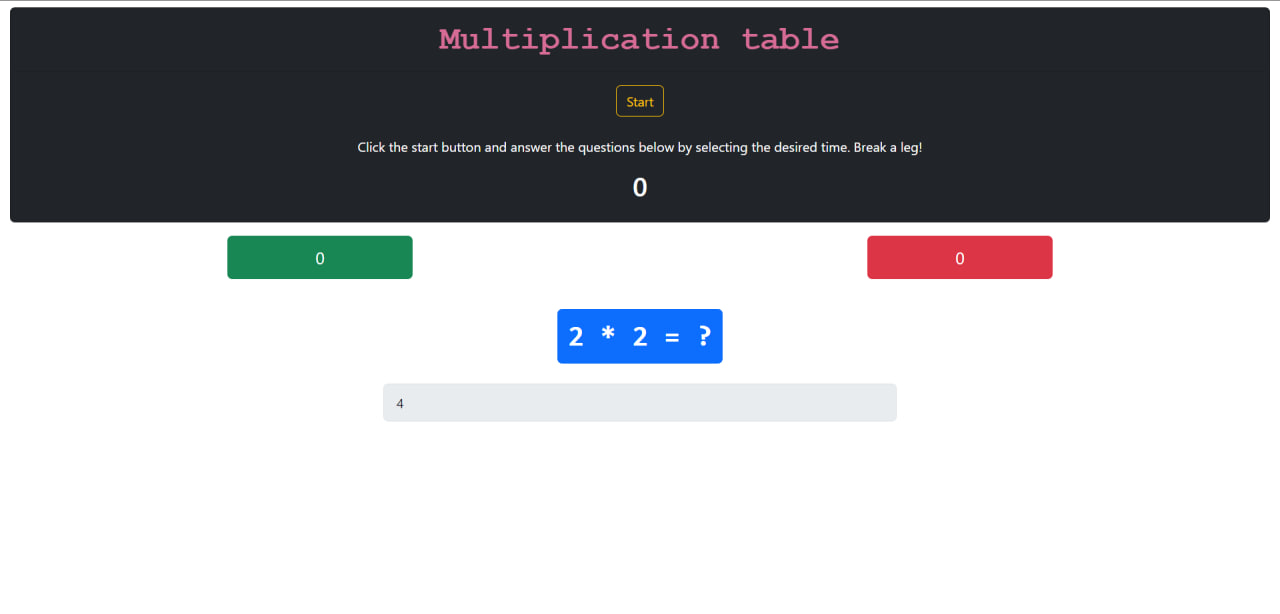 Multiplication table
Start
Click the start button and answer the questions below by selecting the desired time. Break a leg!
0
0
0
2 * 2 = ?
4